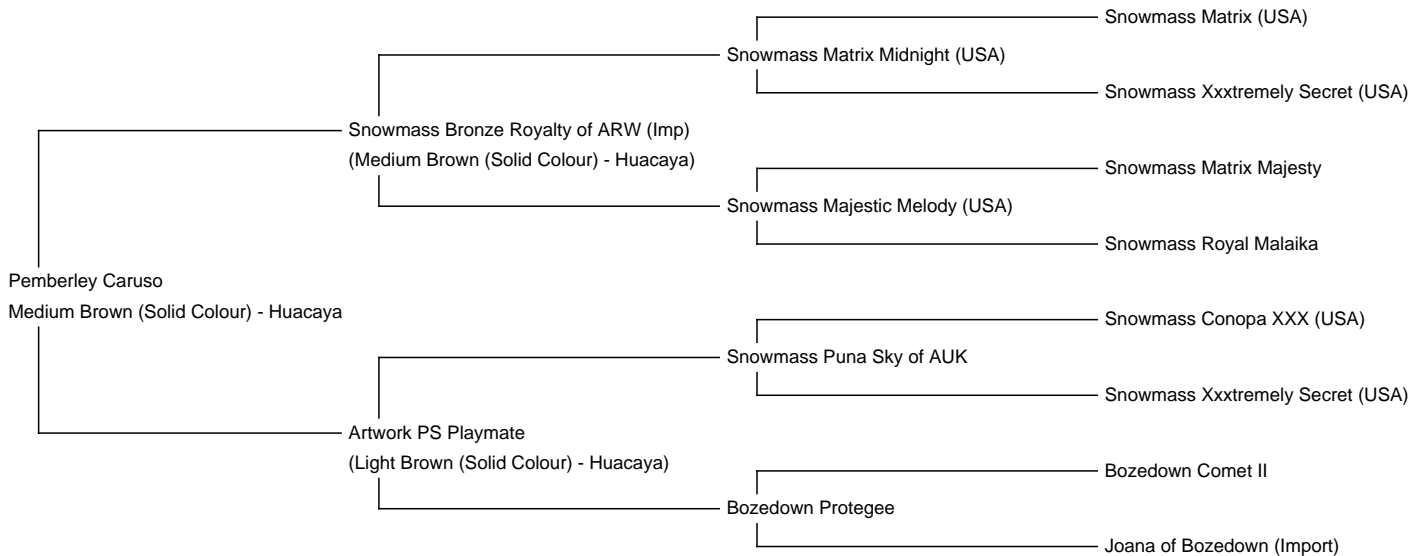 Snowmass Matrix (USA)
Snowmass Matrix Midnight (USA)
Snowmass Xxxtremely Secret (USA)
Snowmass Bronze Royalty of ARW (Imp)
(Medium Brown (Solid Colour) - Huacaya)
Snowmass Matrix Majesty
Snowmass Majestic Melody (USA)
Snowmass Royal Malaika
Pemberley Caruso
Medium Brown (Solid Colour) - Huacaya
Snowmass Conopa XXX (USA)
Snowmass Puna Sky of AUK
Snowmass Xxxtremely Secret (USA)
Artwork PS Playmate
(Light Brown (Solid Colour) - Huacaya)
Bozedown Comet II
Bozedown Protegee
Joana of Bozedown (Import)